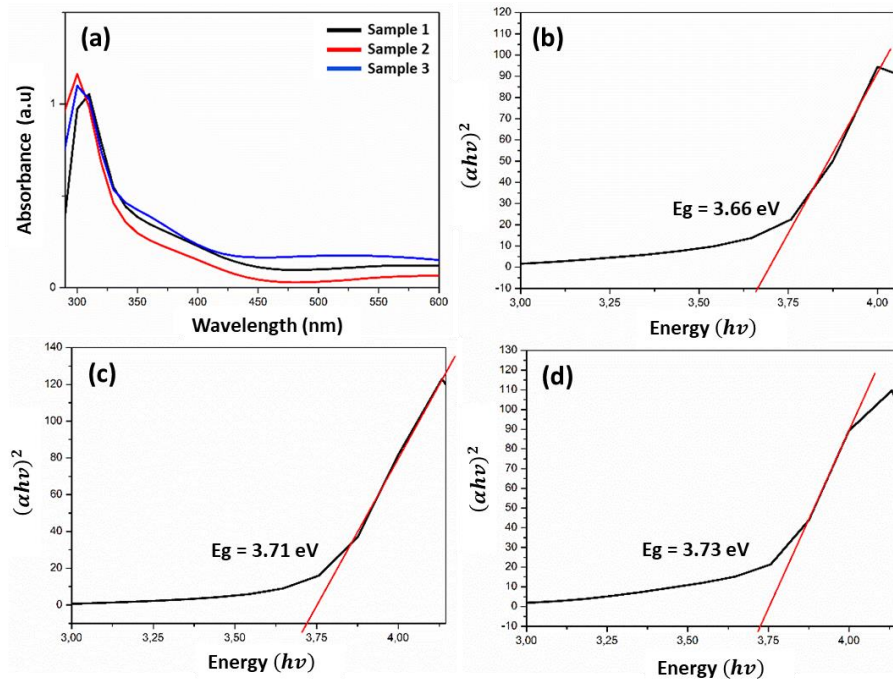 (a)
Sample 1
Sample 2
Sample 3
Absorbance (a.u)
1
0
300 350 400 450 500 550 600
Wavelength (nm)
(b)
(αhν)²
120
110
100
90
80
70
60
50
40
30
20
10
0
-10
Eg = 3.66 eV
3,00 3,25 3,50 3,75 4,00
Energy (hν)
(c)
(αhν)²
140
120
100
80
60
40
20
0
Eg = 3.71 eV
3,00 3,25 3,50 3,75 4,00
Energy (hν)
(d)
(αhν)²
130
120
110
100
90
80
70
60
50
40
30
20
10
0
-10
Eg = 3.73 eV
3,00 3,25 3,50 3,75 4,00
Energy (hν)